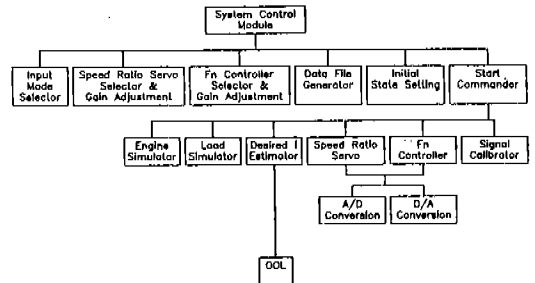 System Control
Module
Input
Mode
Selector
Speed Ratio Servo
Selector &
Gain Adjustment
Fn Controller
Selector &
Gain Adjustment
Data File
Generator
Initial
State Setting
Start
Commander
Engine
Simulator
Load
Simulator
Desired i
Estimator
Speed Ratio
Servo
Fn
Controller
Signal
Calibrator
A/D
Conversion
D/A
Conversion
OOL